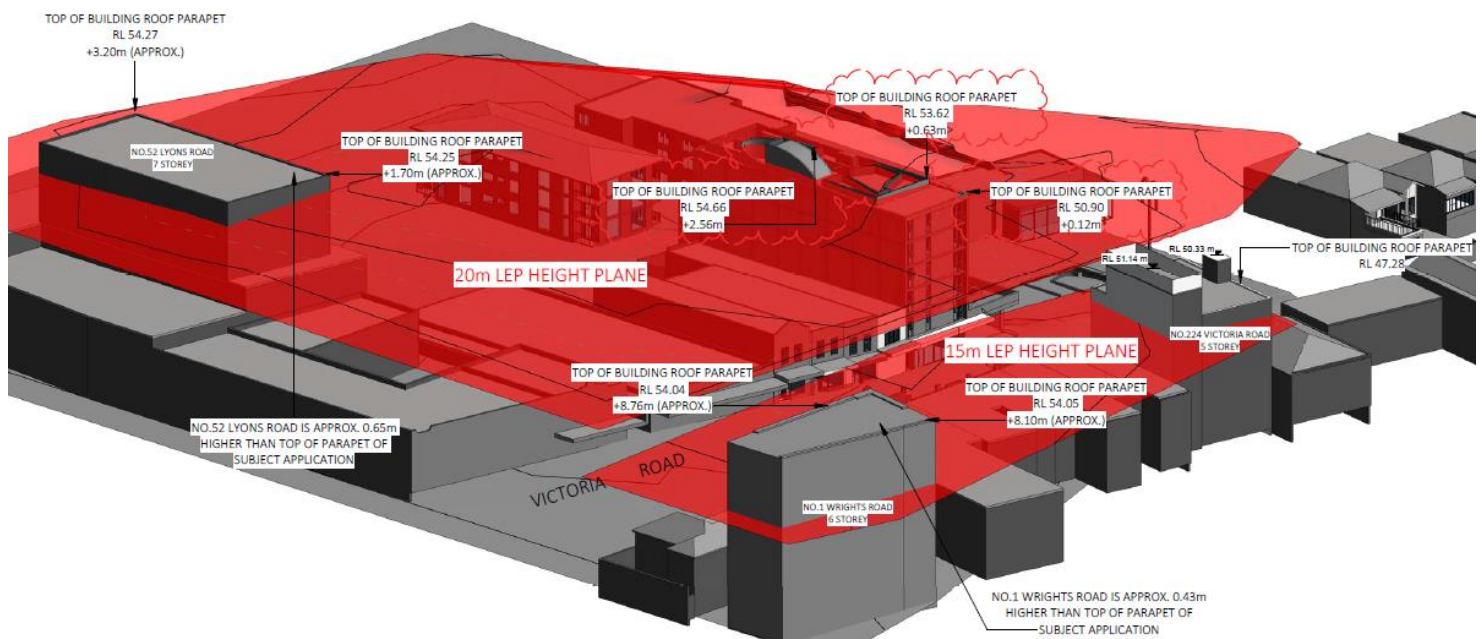 TOP OF BUILDING ROOF PARAPET
RL 54.27
+3.20m (APPROX.)
NO.52 LYONS ROAD
7 STOREY
TOP OF BUILDING ROOF PARAPET
RL 54.25
+1.70m (APPROX.)
TOP OF BUILDING ROOF PARAPET
RL 53.62
+0.63m
TOP OF BUILDING ROOF PARAPET
RL 54.66
+2.56m
TOP OF BUILDING ROOF PARAPET
RL 50.90
+0.12m
RL 50.33 m
RL 51.14 m
TOP OF BUILDING ROOF PARAPET
RL 47.28
20m LEP HEIGHT PLANE
15m LEP HEIGHT PLANE
NO.224 VICTORIA ROAD
5 STOREY
TOP OF BUILDING ROOF PARAPET
RL 54.04
+8.76m (APPROX.)
TOP OF BUILDING ROOF PARAPET
RL 54.05
+8.10m (APPROX.)
NO.52 LYONS ROAD IS APPROX. 0.65m
HIGHER THAN TOP OF PARAPET OF
SUBJECT APPLICATION
VICTORIA ROAD
NO.1 WRIGHTS ROAD
6 STOREY
NO.1 WRIGHTS ROAD IS APPROX. 0.43m
HIGHER THAN TOP OF PARAPET OF
SUBJECT APPLICATION